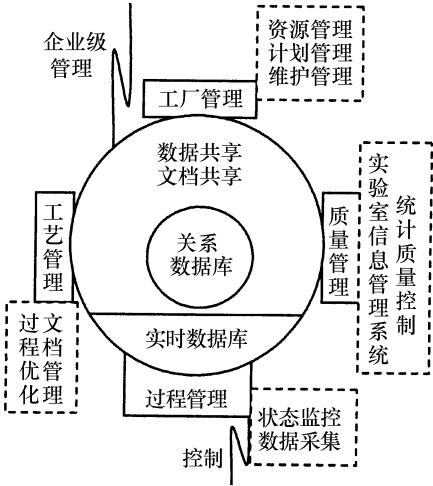 企业级
管理
资源管理
计划管理
维护管理
工厂管理
数据共享
文档共享
关系
数据库
工艺管理
质量管理
实验室信息管理系统
统计质量控制
文档管理
过程优化
实时数据库
过程管理
状态监控
数据采集
控制